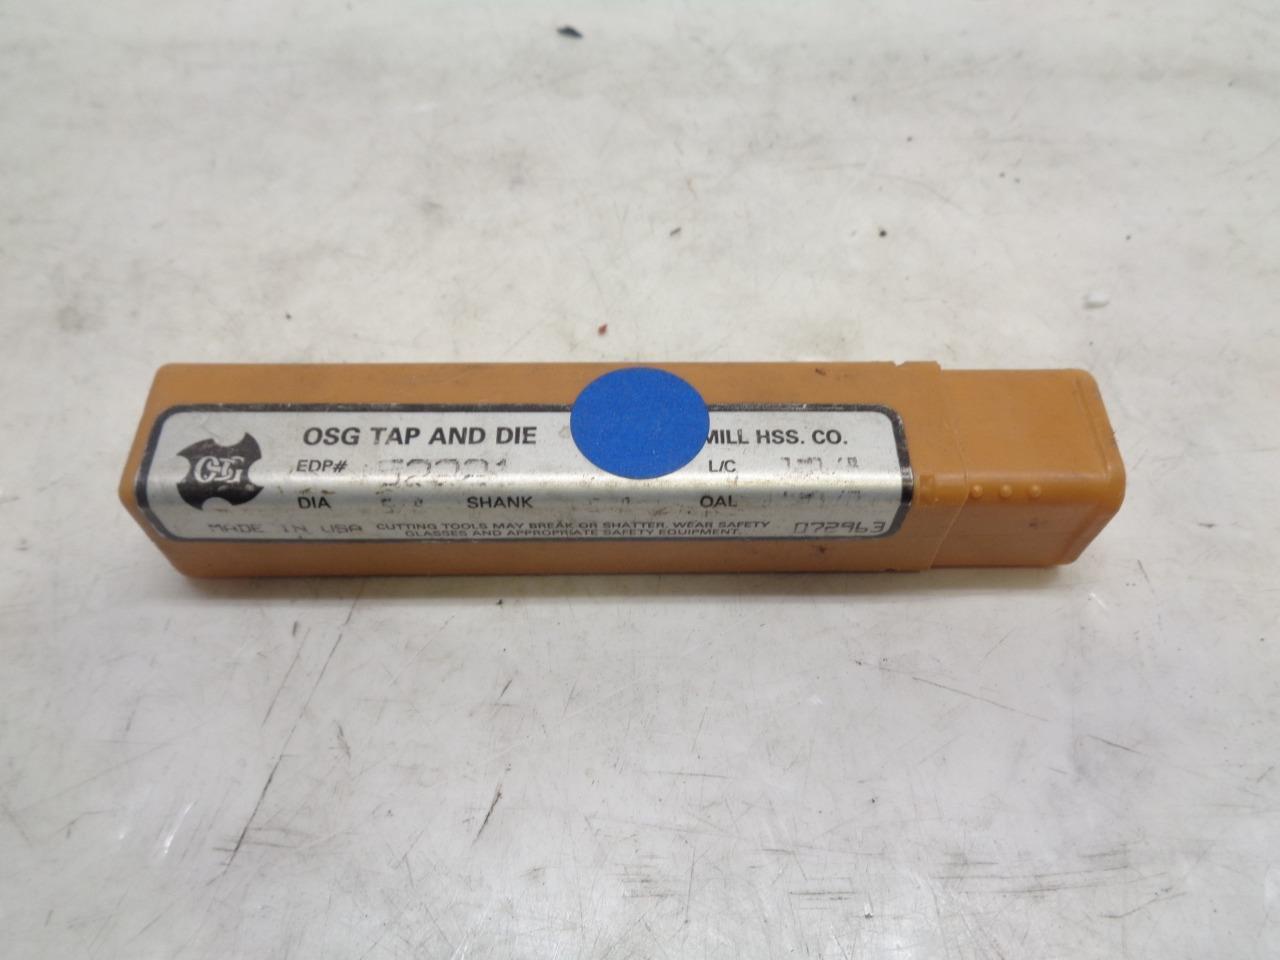 OSG TAP AND DIE MILL HSS. CO.
OSG
EDP# L/C
DIA SHANK OAL
MADE IN USA CUTTING TOOLS MAY BREAK OR SHATTER. WEAR SAFETY
GLASSES AND APPROPRIATE SAFETY EQUIPMENT. 072963